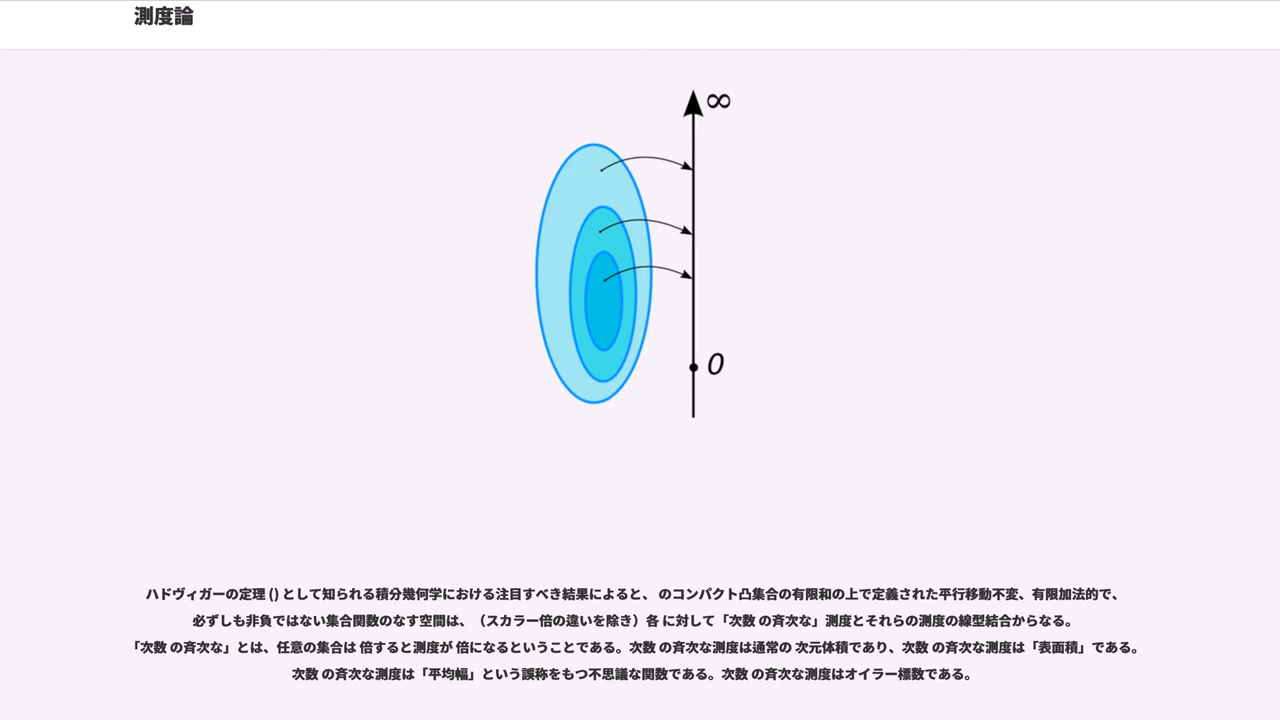 測度論
∞
0
ハドヴィガーの定理 () として知られる積分幾何学における注目すべき結果によると、 のコンパクト凸集合の有限和の上で定義された平行移動不変、有限加法的で、
必ずしも非負ではない集合関数のなす空間は、（スカラー倍の違いを除き）各 に対して「次数 の斉次な」測度とそれらの測度の線型結合からなる。
「次数 の斉次な」とは、任意の集合は 倍すると測度が 倍になるということである。次数 の斉次な測度は通常の 次元体積であり、次数 の斉次な測度は「表面積」である。
次数 の斉次な測度は「平均幅」という誤称をもつ不思議な関数である。次数 の斉次な測度はオイラー標数である。